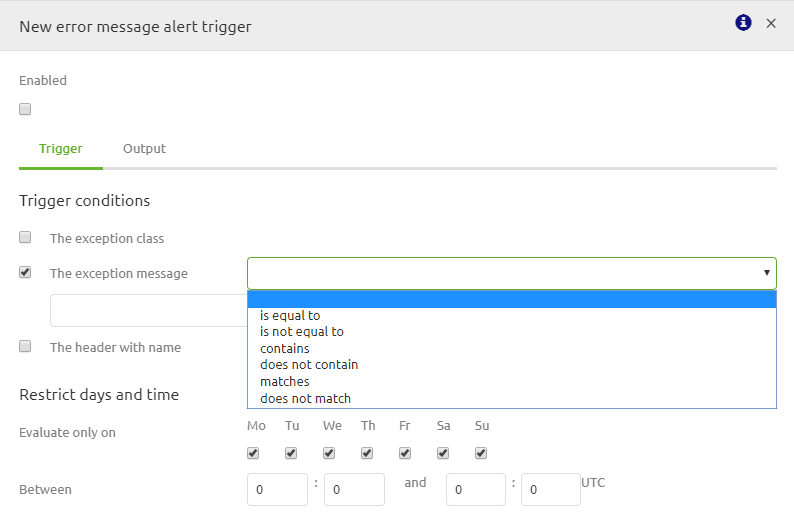 New error message alert trigger
Enabled
Trigger Output
Trigger conditions
The exception class
The exception message
is equal to
is not equal to
contains
does not contain
matches
does not match
The header with name
Restrict days and time
Evaluate only on Mo Tu We Th Fr Sa Su
Between 0 : 0 and 0 : 0 UTC